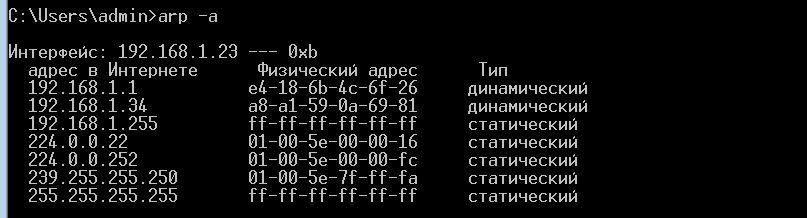 C:\Users\admin>arp -a
Интерфейс: 192.168.1.23 --- 0xb
адрес в Интернете Физический адрес Тип
192.168.1.1 e4-18-6b-4c-6f-26 динамический
192.168.1.34 a8-a1-59-0a-69-81 динамический
192.168.1.255 ff-ff-ff-ff-ff-ff статический
224.0.0.22 01-00-5e-00-00-16 статический
224.0.0.252 01-00-5e-00-00-fc статический
239.255.255.250 01-00-5e-7f-ff-fa статический
255.255.255.255 ff-ff-ff-ff-ff-ff статический